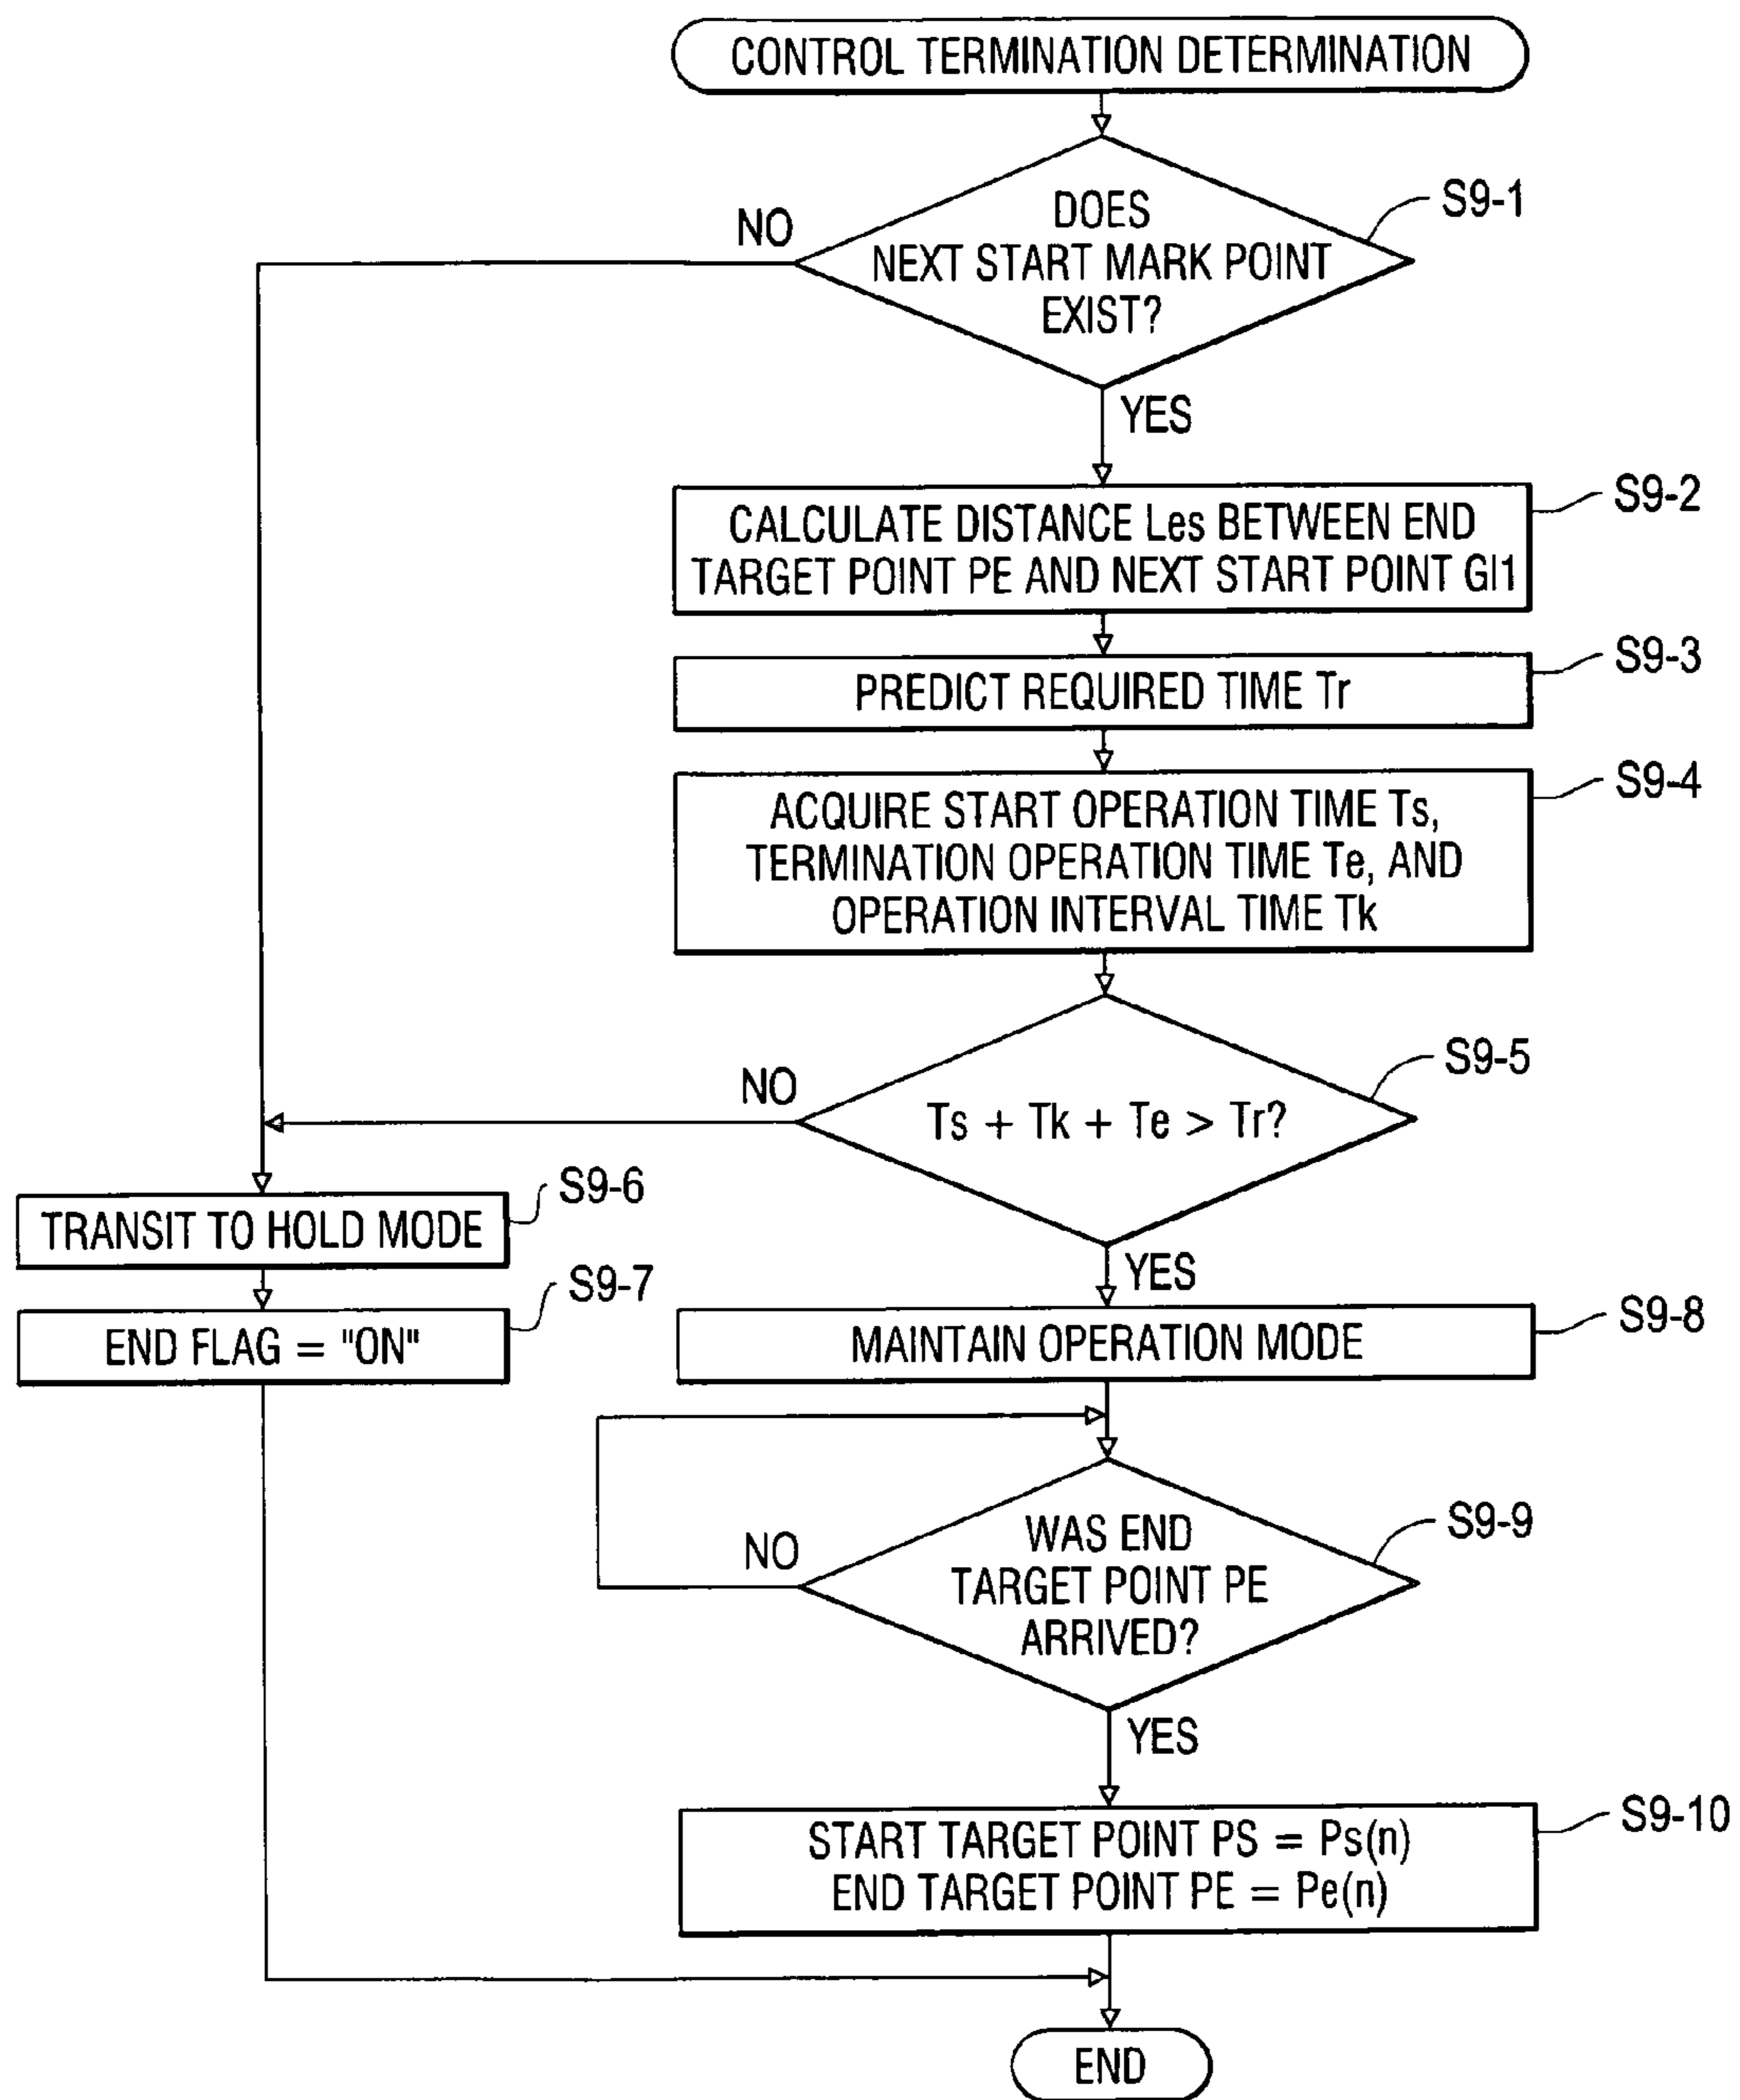 CONTROL TERMINATION DETERMINATION
S9-1
DOES
NEXT START MARK POINT
EXIST?
NO
YES
S9-2
CALCULATE DISTANCE Les BETWEEN END
TARGET POINT PE AND NEXT START POINT GI1
S9-3
PREDICT REQUIRED TIME Tr
S9-4
ACQUIRE START OPERATION TIME Ts,
TERMINATION OPERATION TIME Te, AND
OPERATION INTERVAL TIME Tk
S9-5
NO
Ts + Tk + Te > Tr?
YES
S9-6
TRANSIT TO HOLD MODE
S9-7
END FLAG = "ON"
S9-8
MAINTAIN OPERATION MODE
S9-9
NO
WAS END
TARGET POINT PE
ARRIVED?
YES
S9-10
START TARGET POINT PS = Ps(n)
END TARGET POINT PE = Pe(n)
END